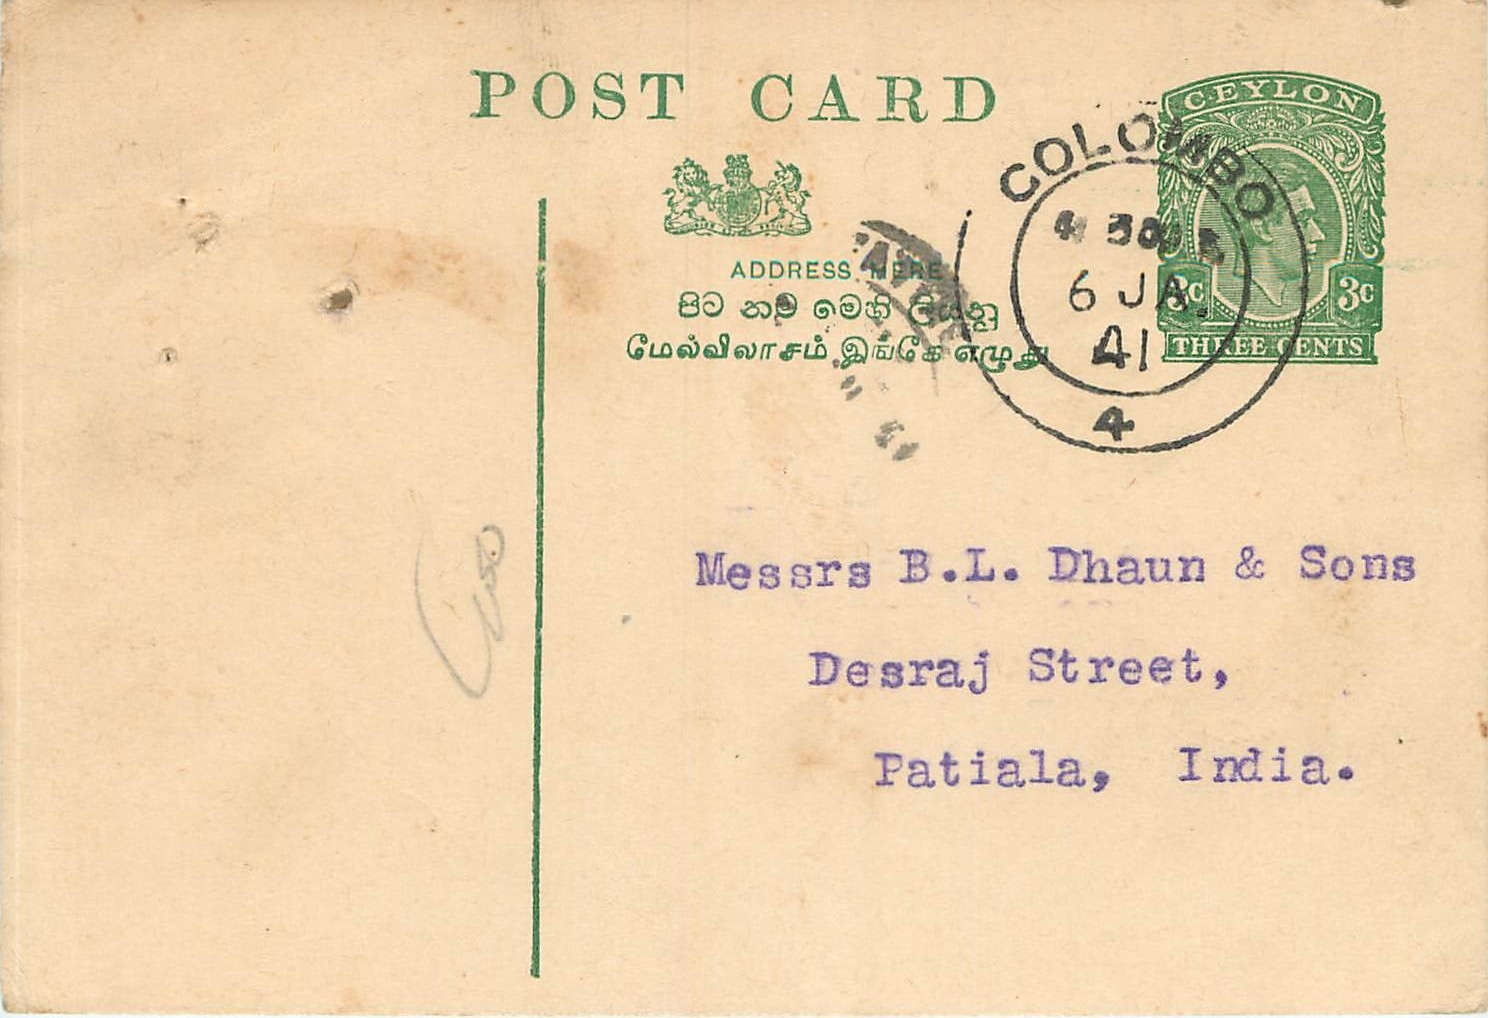 POST CARD
CEYLON
3c 3c
THREE CENTS
COLOMBO
6 JA.
41
4
ADDRESS HERE
පිට නම මෙහි ලියනු
மேல்விலாசம் இங்கே எழுது
Messrs B.L. Dhaun & Sons
Desraj Street,
Patiala, India.